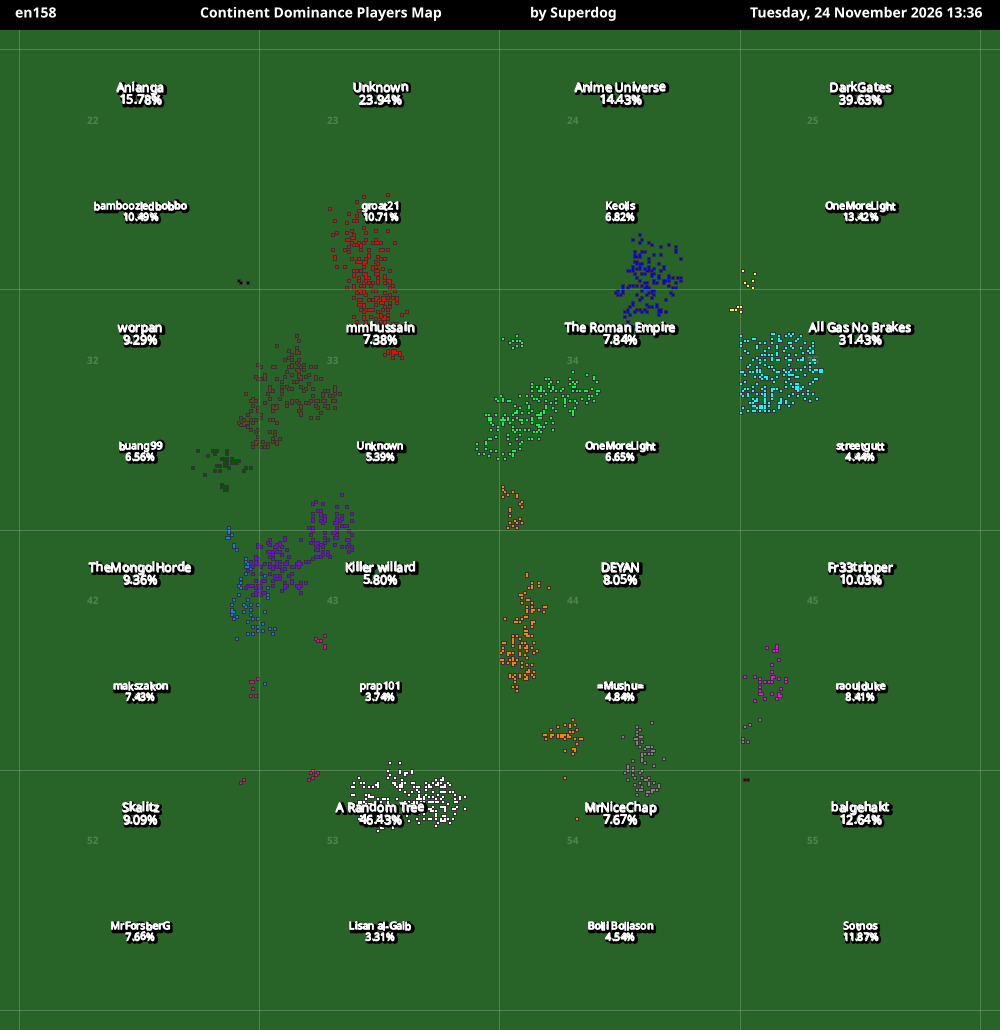 en158 Continent Dominance Players Map by Superdog Tuesday, 24 November 2026 13:36
Anlanga Unknown Anime Universe DarkGates
15.78% 23.94% 14.43% 39.63%
22 23 24 25
bamboozledbobbo groat21 Keolis OneMoreLight
10.49% 10.71% 6.82% 13.42%
worpan mmhussain The Roman Empire All Gas No Brakes
9.29% 7.38% 7.84% 31.43%
32 33 34
buang99 Unknown OneMoreLight streetgutt
6.56% 5.39% 6.65% 4.44%
TheMongolHorde Killer willard DEYAN Fr33tripper
9.36% 5.80% 8.05% 10.03%
42 43 44 45
makszakon prap101 =Mushu= raoulduke
7.43% 3.74% 4.84% 8.41%
Skalitz A Random Tree MrNiceChap balgehakt
9.09% 46.43% 7.67% 12.64%
52 53 54 55
MrForsberG Lisan al-Gaib Bolli Bollason Somos
7.66% 3.31% 4.54% 11.87%